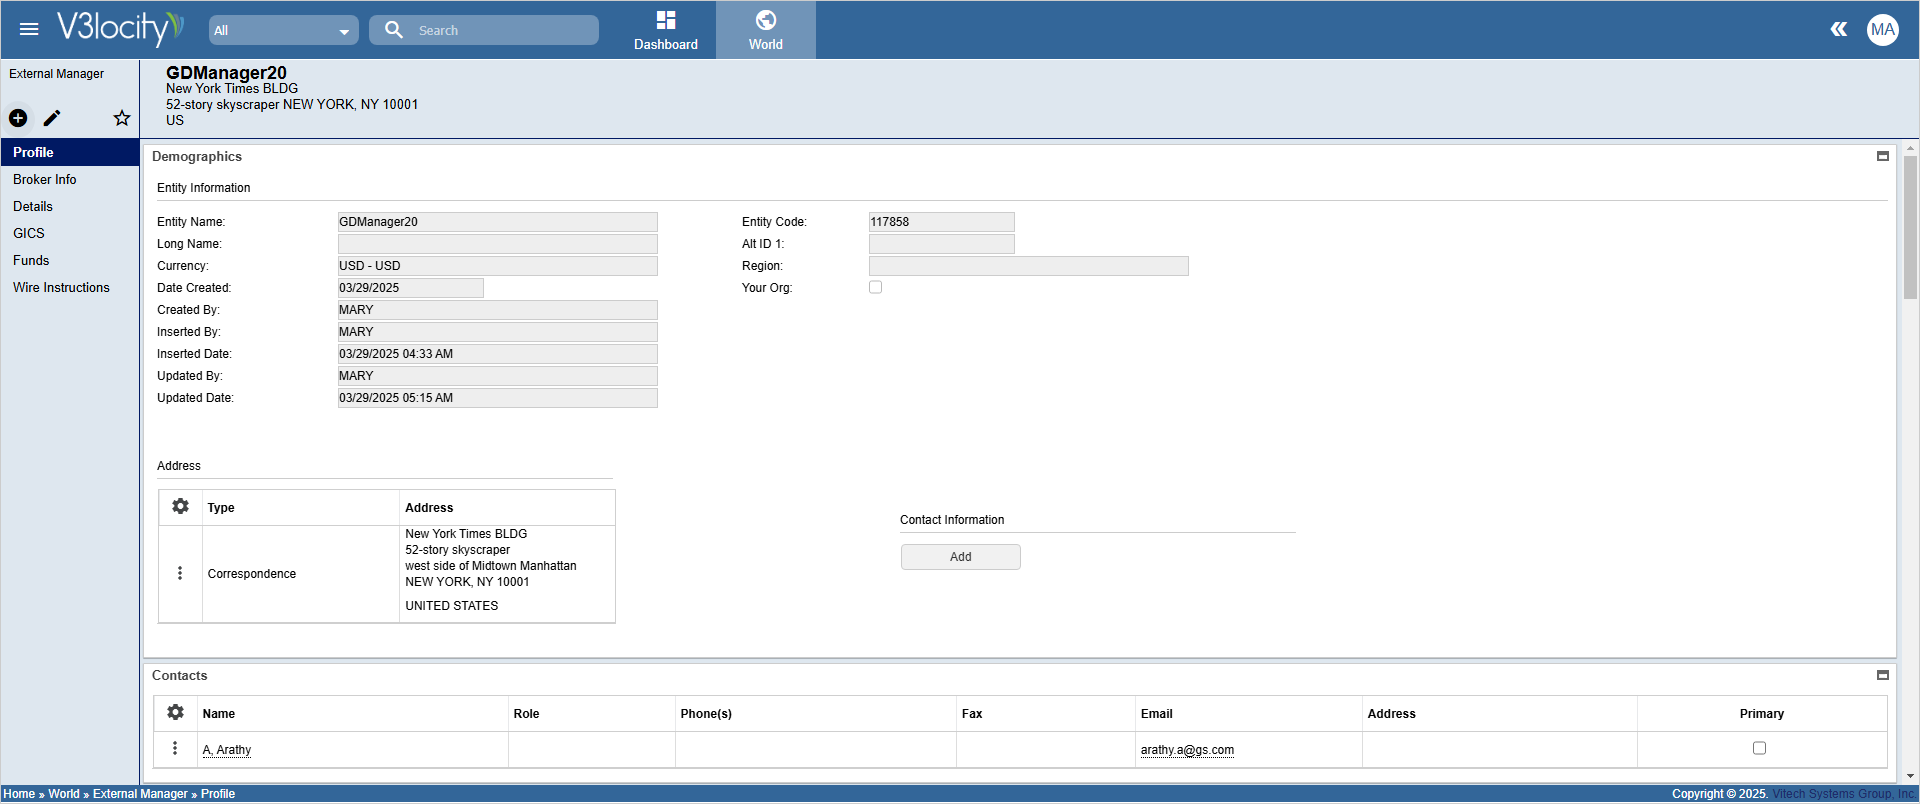 V3locity
All
Search
Dashboard
World
MA
External Manager
GDManager20
New York Times BLDG
52-story skyscraper NEW YORK, NY 10001
US
Profile
Broker Info
Details
GICS
Funds
Wire Instructions
Demographics
Entity Information
Entity Name: GDManager20 Entity Code: 117858
Long Name: Alt ID 1:
Currency: USD - USD Region:
Date Created: 03/29/2025 Your Org:
Created By: MARY
Inserted By: MARY
Inserted Date: 03/29/2025 04:33 AM
Updated By: MARY
Updated Date: 03/29/2025 05:15 AM
Address
Type Address
Correspondence
New York Times BLDG
52-story skyscraper
west side of Midtown Manhattan
NEW YORK, NY 10001
UNITED STATES
Contact Information
Add
Contacts
Name Role Phone(s) Fax Email Address Primary
A, Arathy arathy.a@gs.com
Home » World » External Manager » Profile
Copyright © 2025. Vitech Systems Group, Inc.